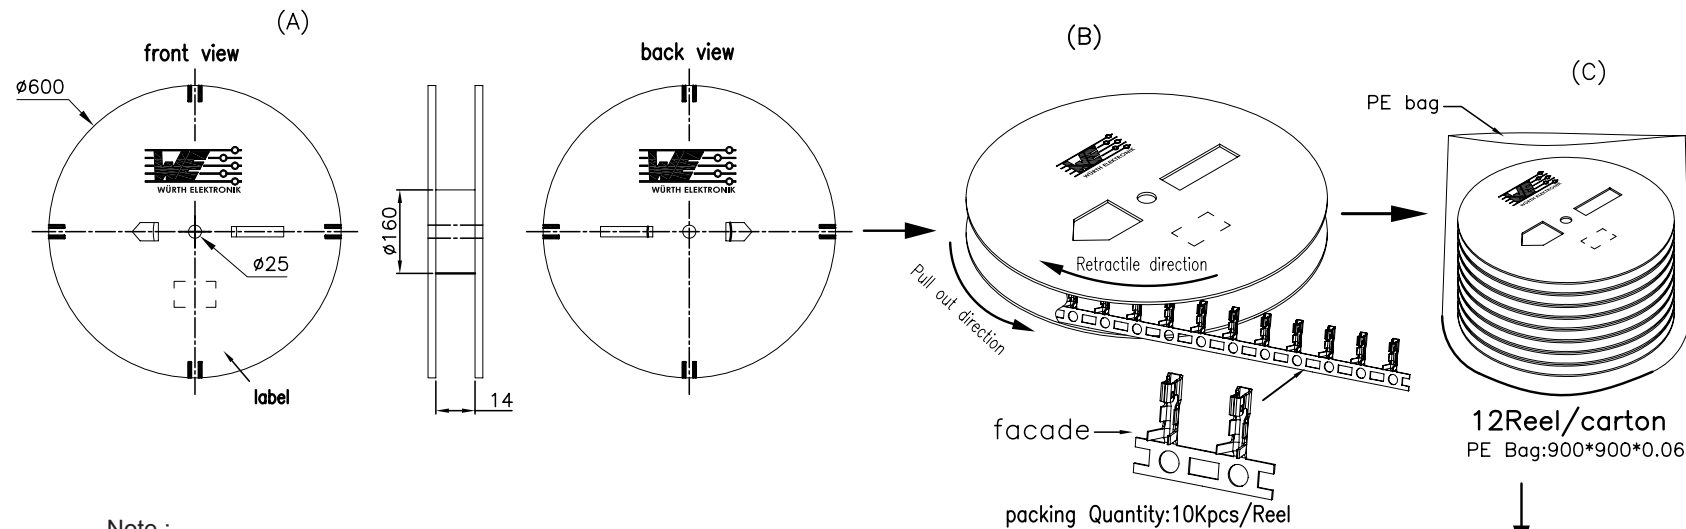 (A)
front view
ø600
WÜRTH ELEKTRONIK
ø25
label
ø160
14
back view
WÜRTH ELEKTRONIK
(B)
Retractile direction
Pull out direction
facade
packing Quantity:10Kpcs/Reel
(C)
PE bag
WÜRTH ELEKTRONIK
12Reel/carton
PE Bag:900*900*0.06
Note :